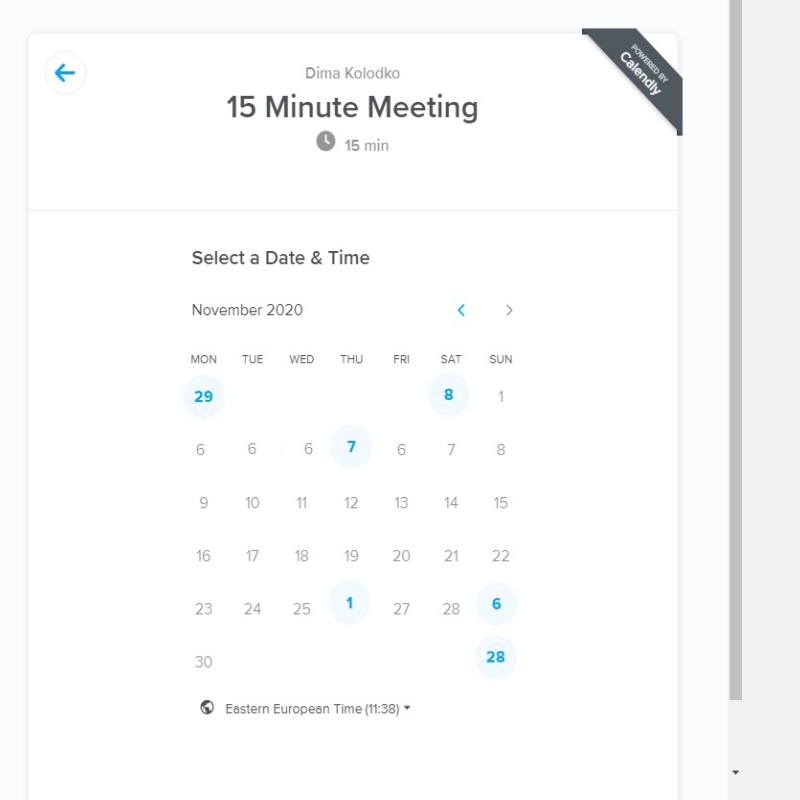 POWERED BY
Calendly
Dima Kolodko
15 Minute Meeting
15 min
Select a Date & Time
November 2020
MON TUE WED THU FRI SAT SUN
29 8 1
6 6 6 7 6 7 8
9 10 11 12 13 14 15
16 17 18 19 20 21 22
23 24 25 1 27 28 6
30 28
Eastern European Time (11:38)